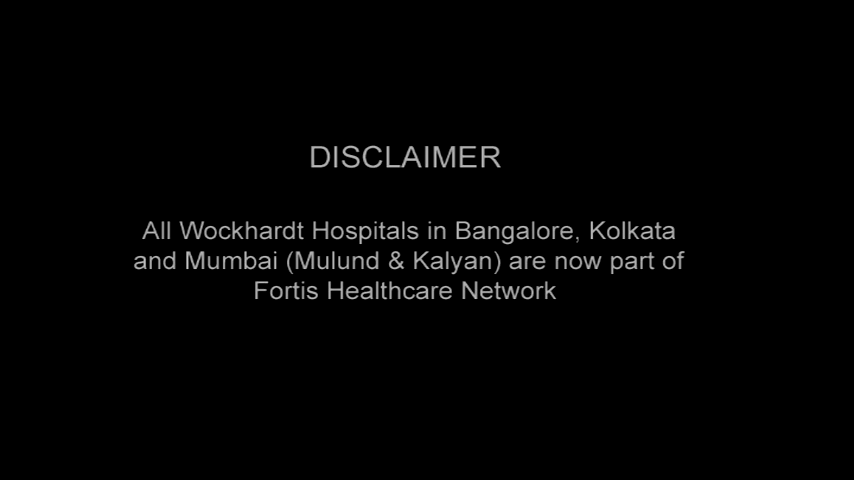 DISCLAIMER
All Wockhardt Hospitals in Bangalore, Kolkata
and Mumbai (Mulund & Kalyan) are now part of
Fortis Healthcare Network